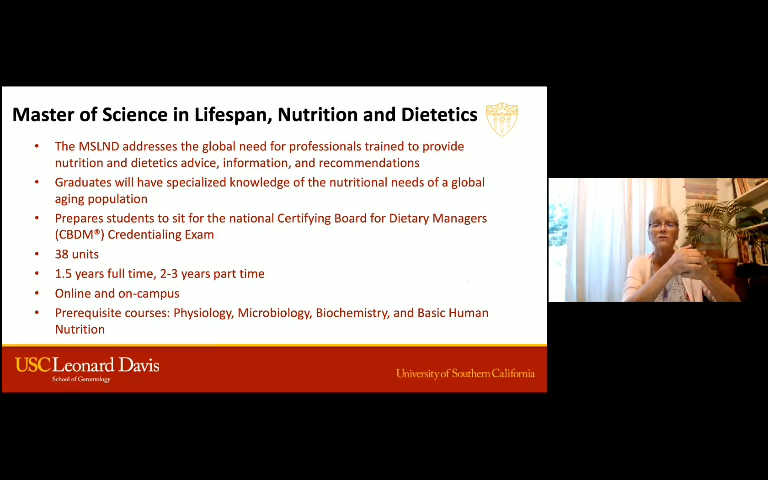 Master of Science in Lifespan, Nutrition and Dietetics
• The MSLND addresses the global need for professionals trained to provide
nutrition and dietetics advice, information, and recommendations
• Graduates will have specialized knowledge of the nutritional needs of a global
aging population
• Prepares students to sit for the national Certifying Board for Dietary Managers
(CBDM®) Credentialing Exam
• 38 units
• 1.5 years full time, 2-3 years part time
• Online and on-campus
• Prerequisite courses: Physiology, Microbiology, Biochemistry, and Basic Human
Nutrition
USC Leonard Davis
School of Gerontology
University of Southern California